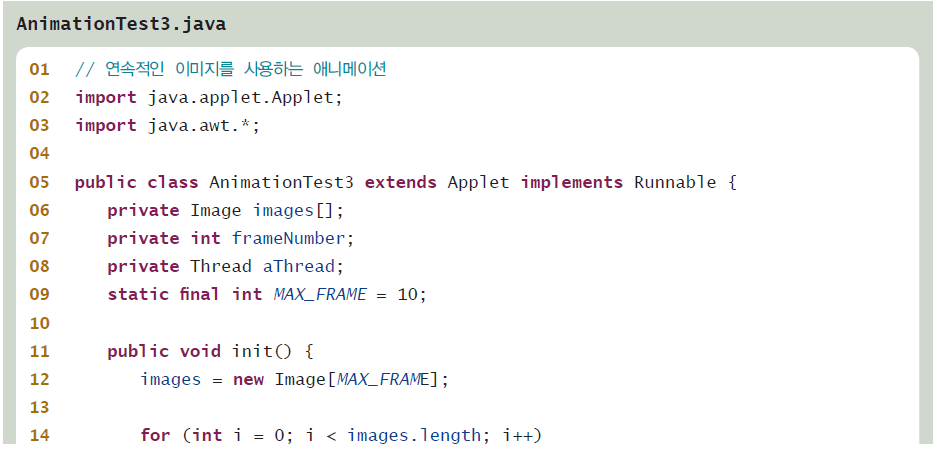 AnimationTest3.java
01 // 연속적인 이미지를 사용하는 애니메이션
02 import java.applet.Applet;
03 import java.awt.*;
04
05 public class AnimationTest3 extends Applet implements Runnable {
06 private Image images[];
07 private int frameNumber;
08 private Thread aThread;
09 static final int MAX_FRAME = 10;
10
11 public void init() {
12 images = new Image[MAX_FRAME];
13
14 for (int i = 0; i < images.length; i++)